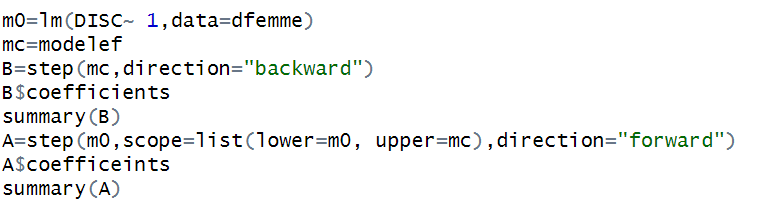 m0=lm(DISC~ 1,data=dfemme)
mc=modelef
B=step(mc,direction="backward")
B$coefficients
summary(B)
A=step(m0,scope=list(lower=m0, upper=mc),direction="forward")
A$coefficeints
summary(A)